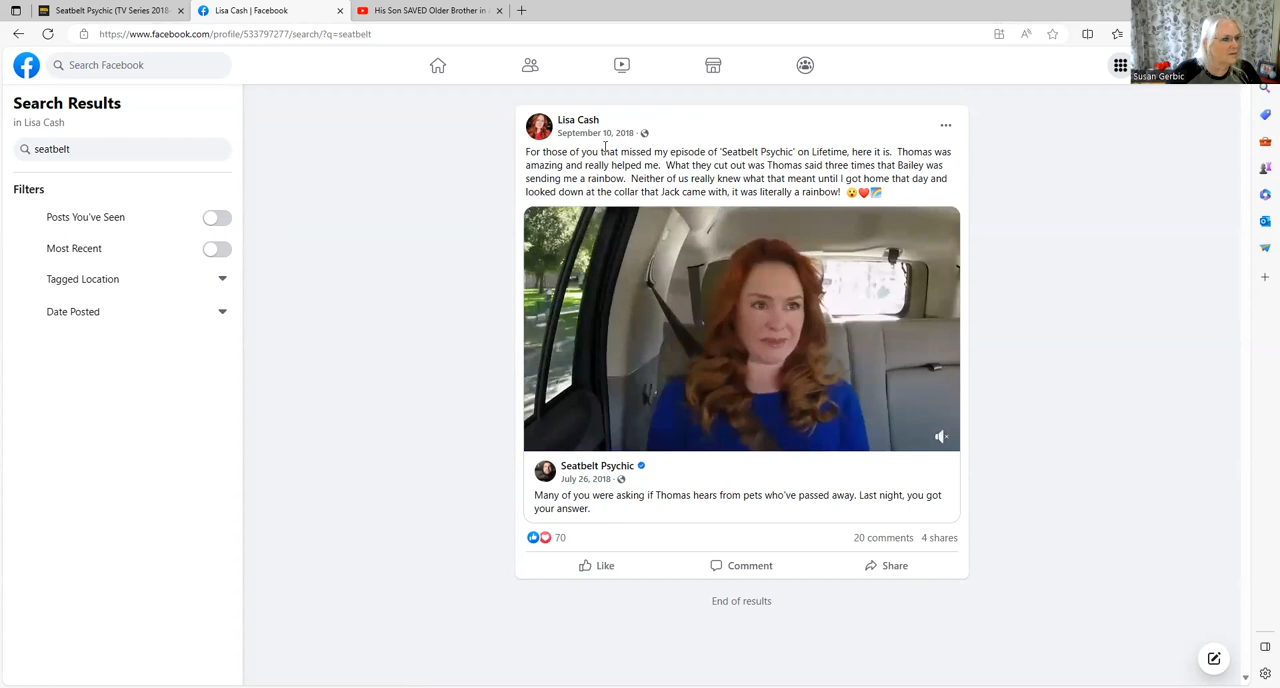 Seatbelt Psychic (TV Series 2018-
Lisa Cash | Facebook
His Son SAVED Older Brother in
https://www.facebook.com/profile/533797277/search/?q=seatbelt
Susan Gerbic
Search Facebook
Search Results
in Lisa Cash
seatbelt
Filters
Posts You've Seen
Most Recent
Tagged Location
Date Posted
Lisa Cash
September 10, 2018 ·
For those of you that missed my episode of 'Seatbelt Psychic' on Lifetime, here it is. Thomas was
amazing and really helped me. What they cut out was Thomas said three times that Bailey was
sending me a rainbow. Neither of us really knew what that meant until I got home that day and
looked down at the collar that Jack came with, it was literally a rainbow! 😮❤️🌈
Seatbelt Psychic
July 26, 2018 ·
Many of you were asking if Thomas hears from pets who've passed away. Last night, you got
your answer.
70
20 comments 4 shares
Like Comment Share
End of results